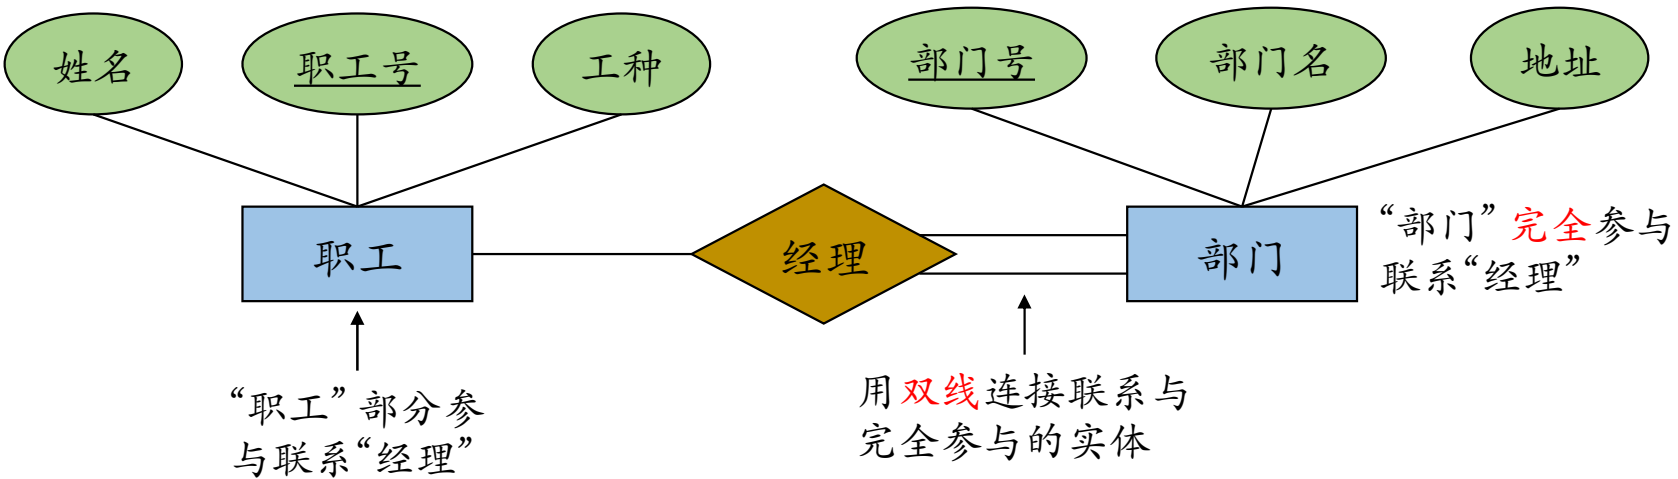 姓名
职工号
工种
部门号
部门名
地址
职工
经理
部门
“部门”完全参与
联系“经理”
“职工”部分参
与联系“经理”
用双线连接联系与
完全参与的实体